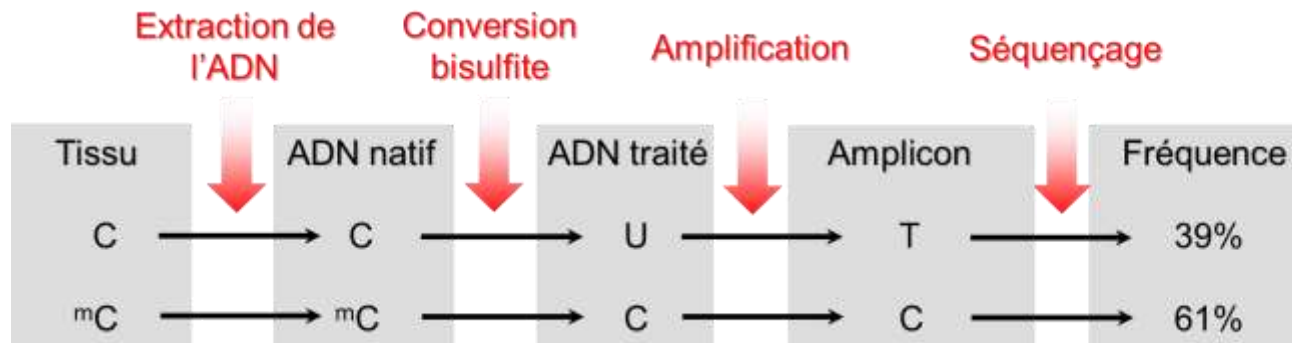 Extraction de
l'ADN
Conversion
bisulfite
Amplification
Séquençage
Tissu ADN natif ADN traité Amplicon Fréquence
C C U T 39%
mC mC C C 61%